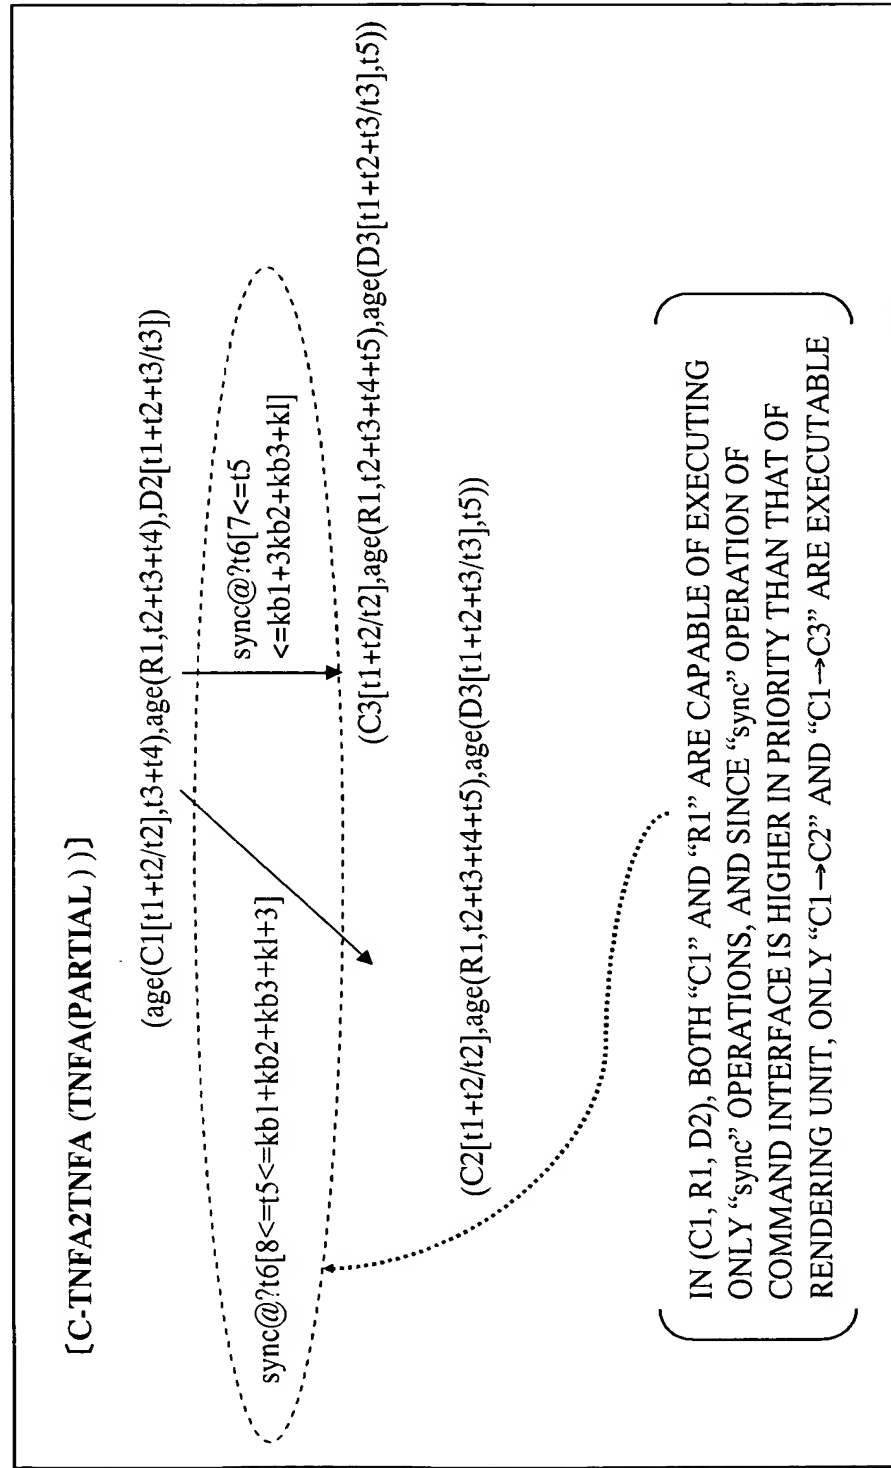 [C-TNFA2TNFA (TNFA(PARTIAL ) )]
(age(C1[t1+t2/t2],t3+t4),age(R1,t2+t3+t4),D2[t1+t2+t3/t3])
sync@?t6[8<=t5<=kb1+kb2+kb3+kl+3]
sync@?t6[7<=t5
<=kb1+3kb2+kb3+kl]
(C3[t1+t2/t2],age(R1,t2+t3+t4+t5),age(D3[t1+t2+t3/t3],t5))
(C2[t1+t2/t2],age(R1,t2+t3+t4+t5),age(D3[t1+t2+t3/t3],t5))
IN (C1, R1, D2), BOTH “C1” AND “R1” ARE CAPABLE OF EXECUTING
ONLY “sync” OPERATIONS, AND SINCE “sync” OPERATION OF
COMMAND INTERFACE IS HIGHER IN PRIORITY THAN THAT OF
RENDERING UNIT, ONLY “C1→C2” AND “C1→C3” ARE EXECUTABLE